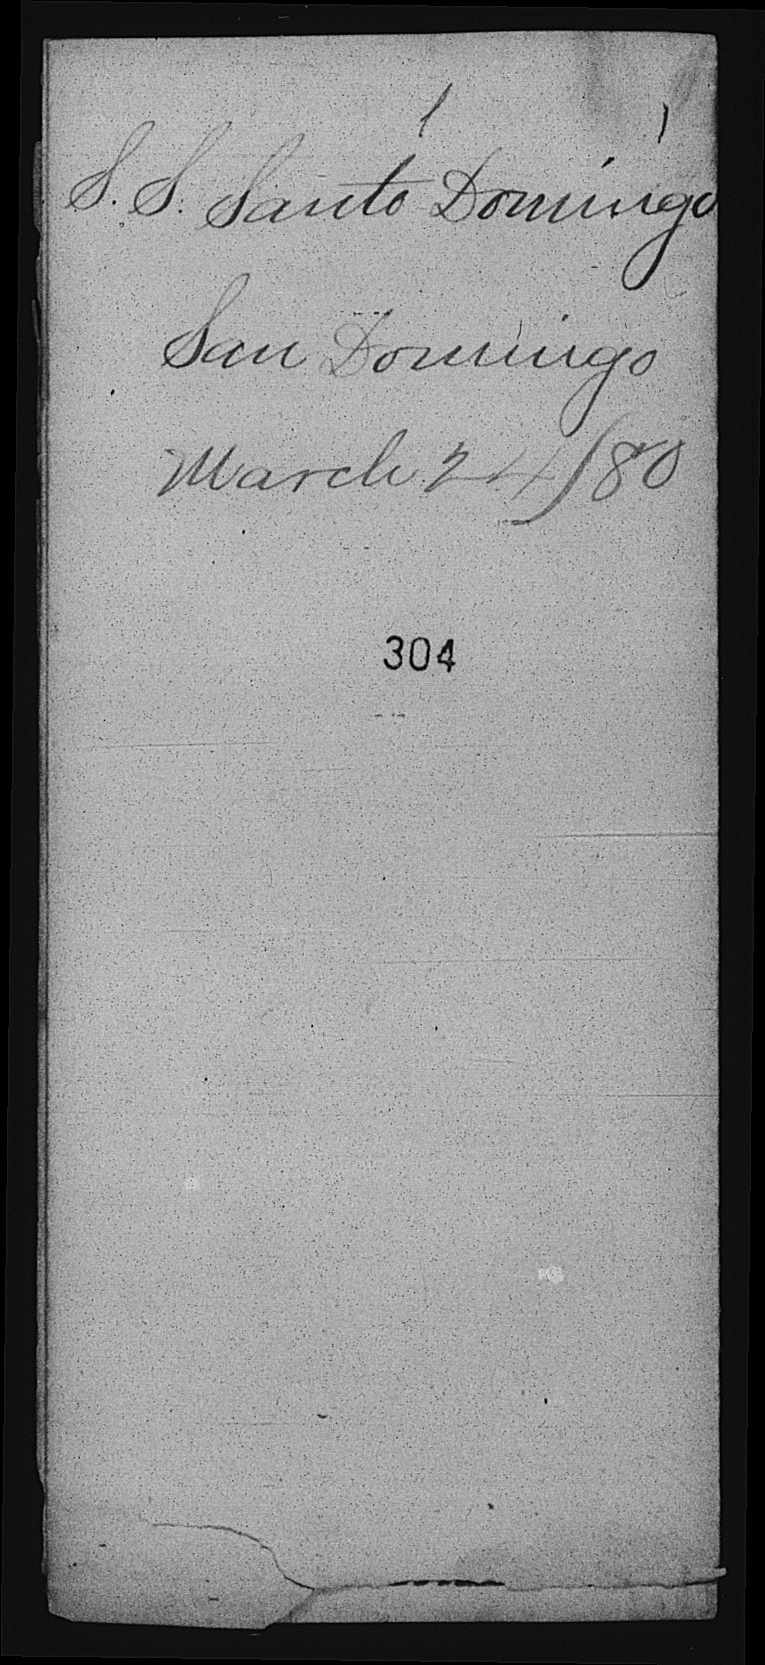 S. S. Santo Domingo
San Domingo
March 24/80
304